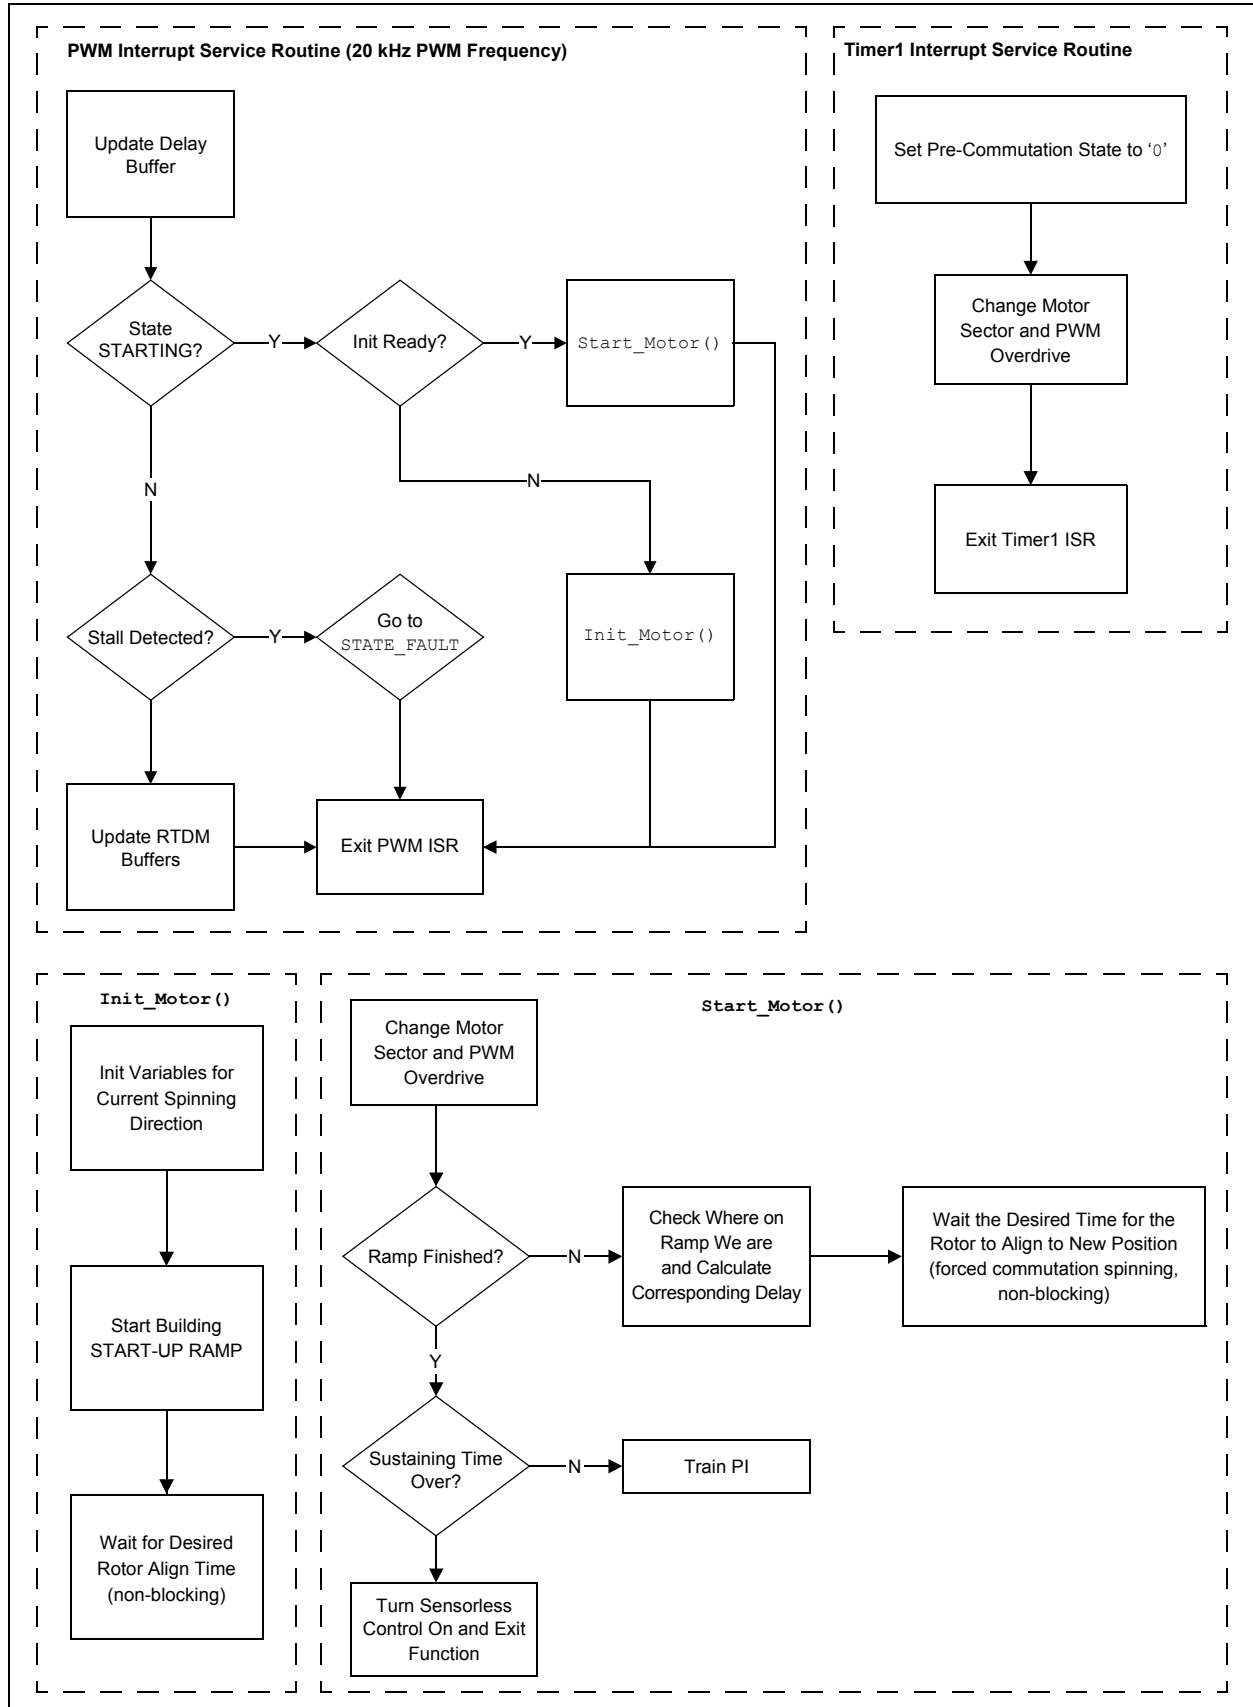 PWM Interrupt Service Routine (20 kHz PWM Frequency)
Update Delay
Buffer
State
STARTING?
Y
Init Ready?
Y
Start_Motor()
N
N
Stall Detected?
Y
Go to
STATE_FAULT
Init_Motor()
Update RTDM
Buffers
Exit PWM ISR
Timer1 Interrupt Service Routine
Set Pre-Commutation State to ‘0’
Change Motor
Sector and PWM
Overdrive
Exit Timer1 ISR
Init_Motor()
Init Variables for
Current Spinning
Direction
Start Building
START-UP RAMP
Wait for Desired
Rotor Align Time
(non-blocking)
Start_Motor()
Change Motor
Sector and PWM
Overdrive
Ramp Finished?
N
Check Where on
Ramp We are
and Calculate
Corresponding Delay
Wait the Desired Time for the
Rotor to Align to New Position
(forced commutation spinning,
non-blocking)
Y
Sustaining Time
Over?
N
Train PI
Turn Sensorless
Control On and Exit
Function